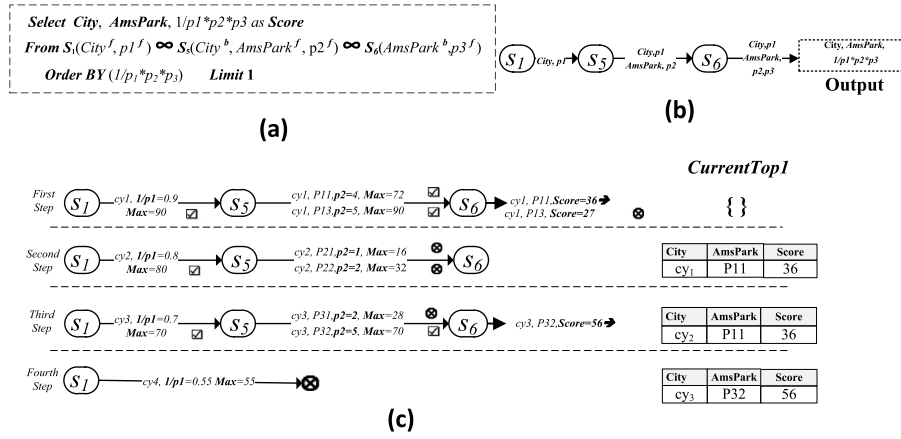 Select City, AmsPark, 1/p1*p2*p3 as Score
From S₁(City ᶠ, p1 ᶠ) ∞ S₅(City ᵇ, AmsPark ᶠ, p2 ᶠ) ∞ S₆(AmsPark ᵇ,p3 ᶠ)
Order BY (1/p₁*p₂*p₃) Limit 1
(a)
S₁ City, p1 S₅ City,p1 AmsPark, p2 S₆ City,p1 AmsPark, p2,p3 City, AmsPark, 1/p1*p2*p3
Output
(b)
CurrentTop1
First Step
S₁ cy1, 1/p1=0.9 Max=90 S₅
cy1, P11,p2=4, Max=72
cy1, P13,p2=5, Max=90
S₆ cy1, P11,Score=36
cy1, P13, Score=27
{ }
Second Step
S₁ cy2, 1/p1=0.8 Max=80 S₅
cy2, P21,p2=1, Max=16
cy2, P22,p2=2, Max=32
S₆
City AmsPark Score
cy₁ P11 36
Third Step
S₁ cy3, 1/p1=0.7 Max=70 S₅
cy3, P31,p2=2, Max=28
cy3, P32,p2=5, Max=70
S₆ cy3, P32,Score=56
City AmsPark Score
cy₂ P11 36
Fourth Step
S₁ cy4, 1/p1=0.55 Max=55
City AmsPark Score
cy₃ P32 56
(c)